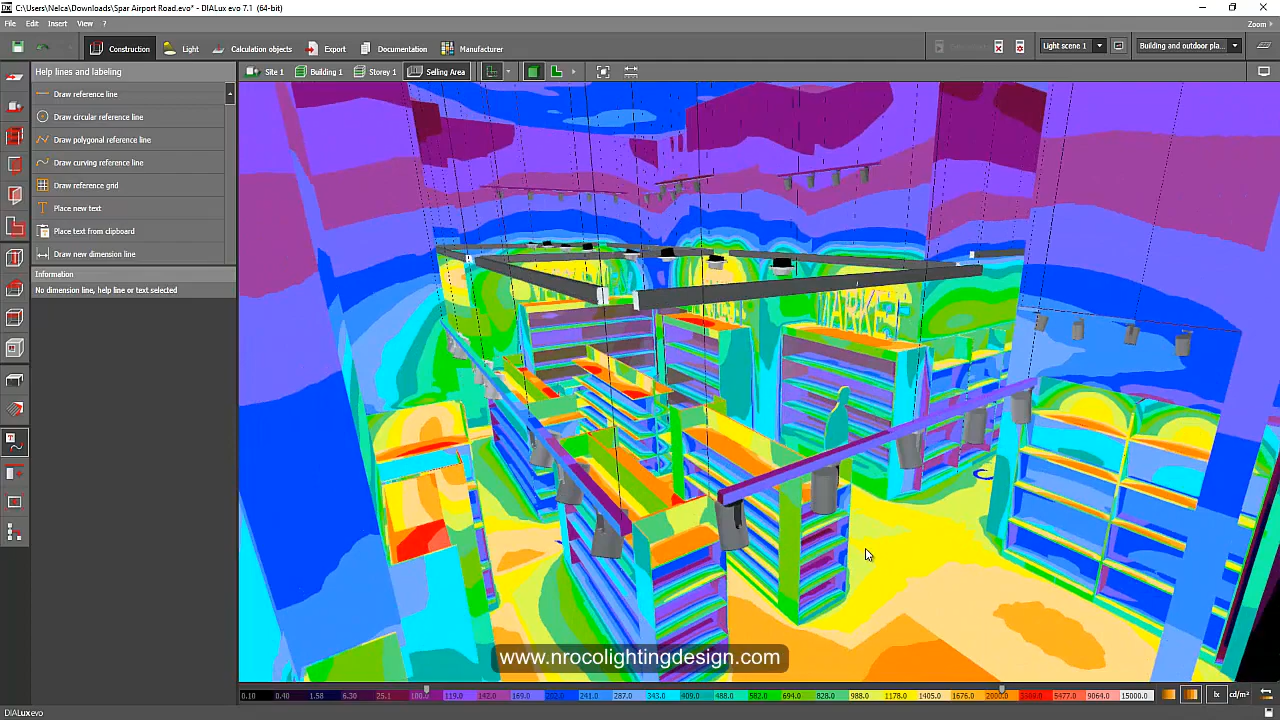 C:\Users\Nelca\Downloads\Spar Airport Road.evo* - DIALux evo 7.1 (64-bit)
File Edit Insert View ? Zoom
Construction Light Calculation objects Export Documentation Manufacturer Light scene 1 Building and outdoor pla...
Help lines and labeling Site 1 Building 1 Storey 1 Selling Area
Draw reference line
Draw circular reference line
Draw polygonal reference line
Draw curving reference line
Draw reference grid
Place new text
Place text from clipboard
Draw new dimension line
Information
No dimension line, help line or text selected
www.nrocolightingdesign.com
0.10 0.40 1.58 6.30 25.1 100.0 119.0 142.0 169.0 202.0 241.0 287.0 343.0 409.0 488.0 582.0 694.0 828.0 988.0 1178.0 1405.0 1676.0 2000.0 5477.0 9064.0 15000.0 lx cd/m²
DIALuxevo